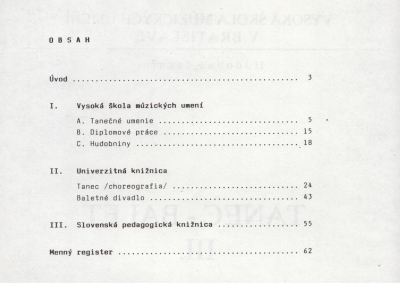 O B S A H
Úvod ................................................ 3
I. Vysoká škola múzických umení
A. Tanečné umenie ................................ 5
B. Diplomové práce ............................... 15
C. Hudobniny ..................................... 18
II. Univerzitná knižnica
Tanec /choreografia/ ............................. 24
Baletné divadlo .................................. 43
III. Slovenská pedagogická knižnica ................. 55
Menný register ...................................... 62